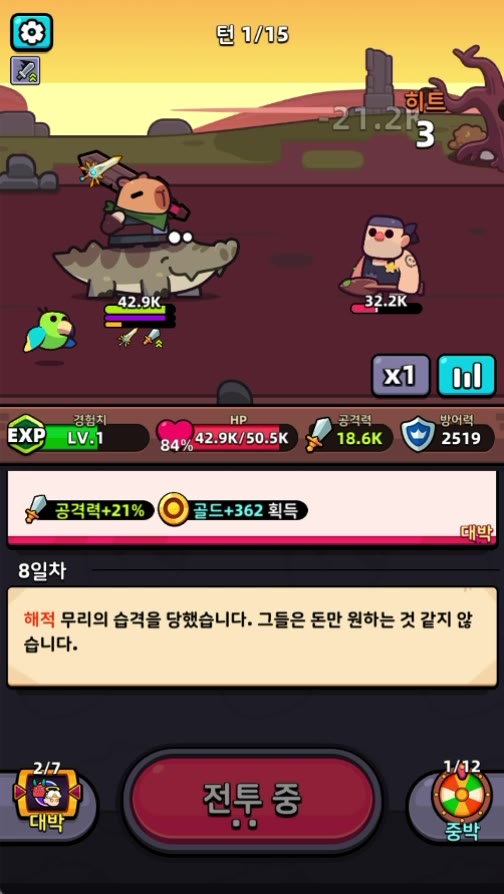 턴 1/15
-21.2K
히트
3
42.9K
32.2K
x1
경험치
EXP LV.1
HP
84% 42.9K/50.5K
공격력
18.6K
방어력
2519
공격력+21% 골드+362 획득
대박
8일차
해적 무리의 습격을 당했습니다. 그들은 돈만 원하는 것 같지 않
습니다.
2/7
대박
전투 중
..
1/12
중박